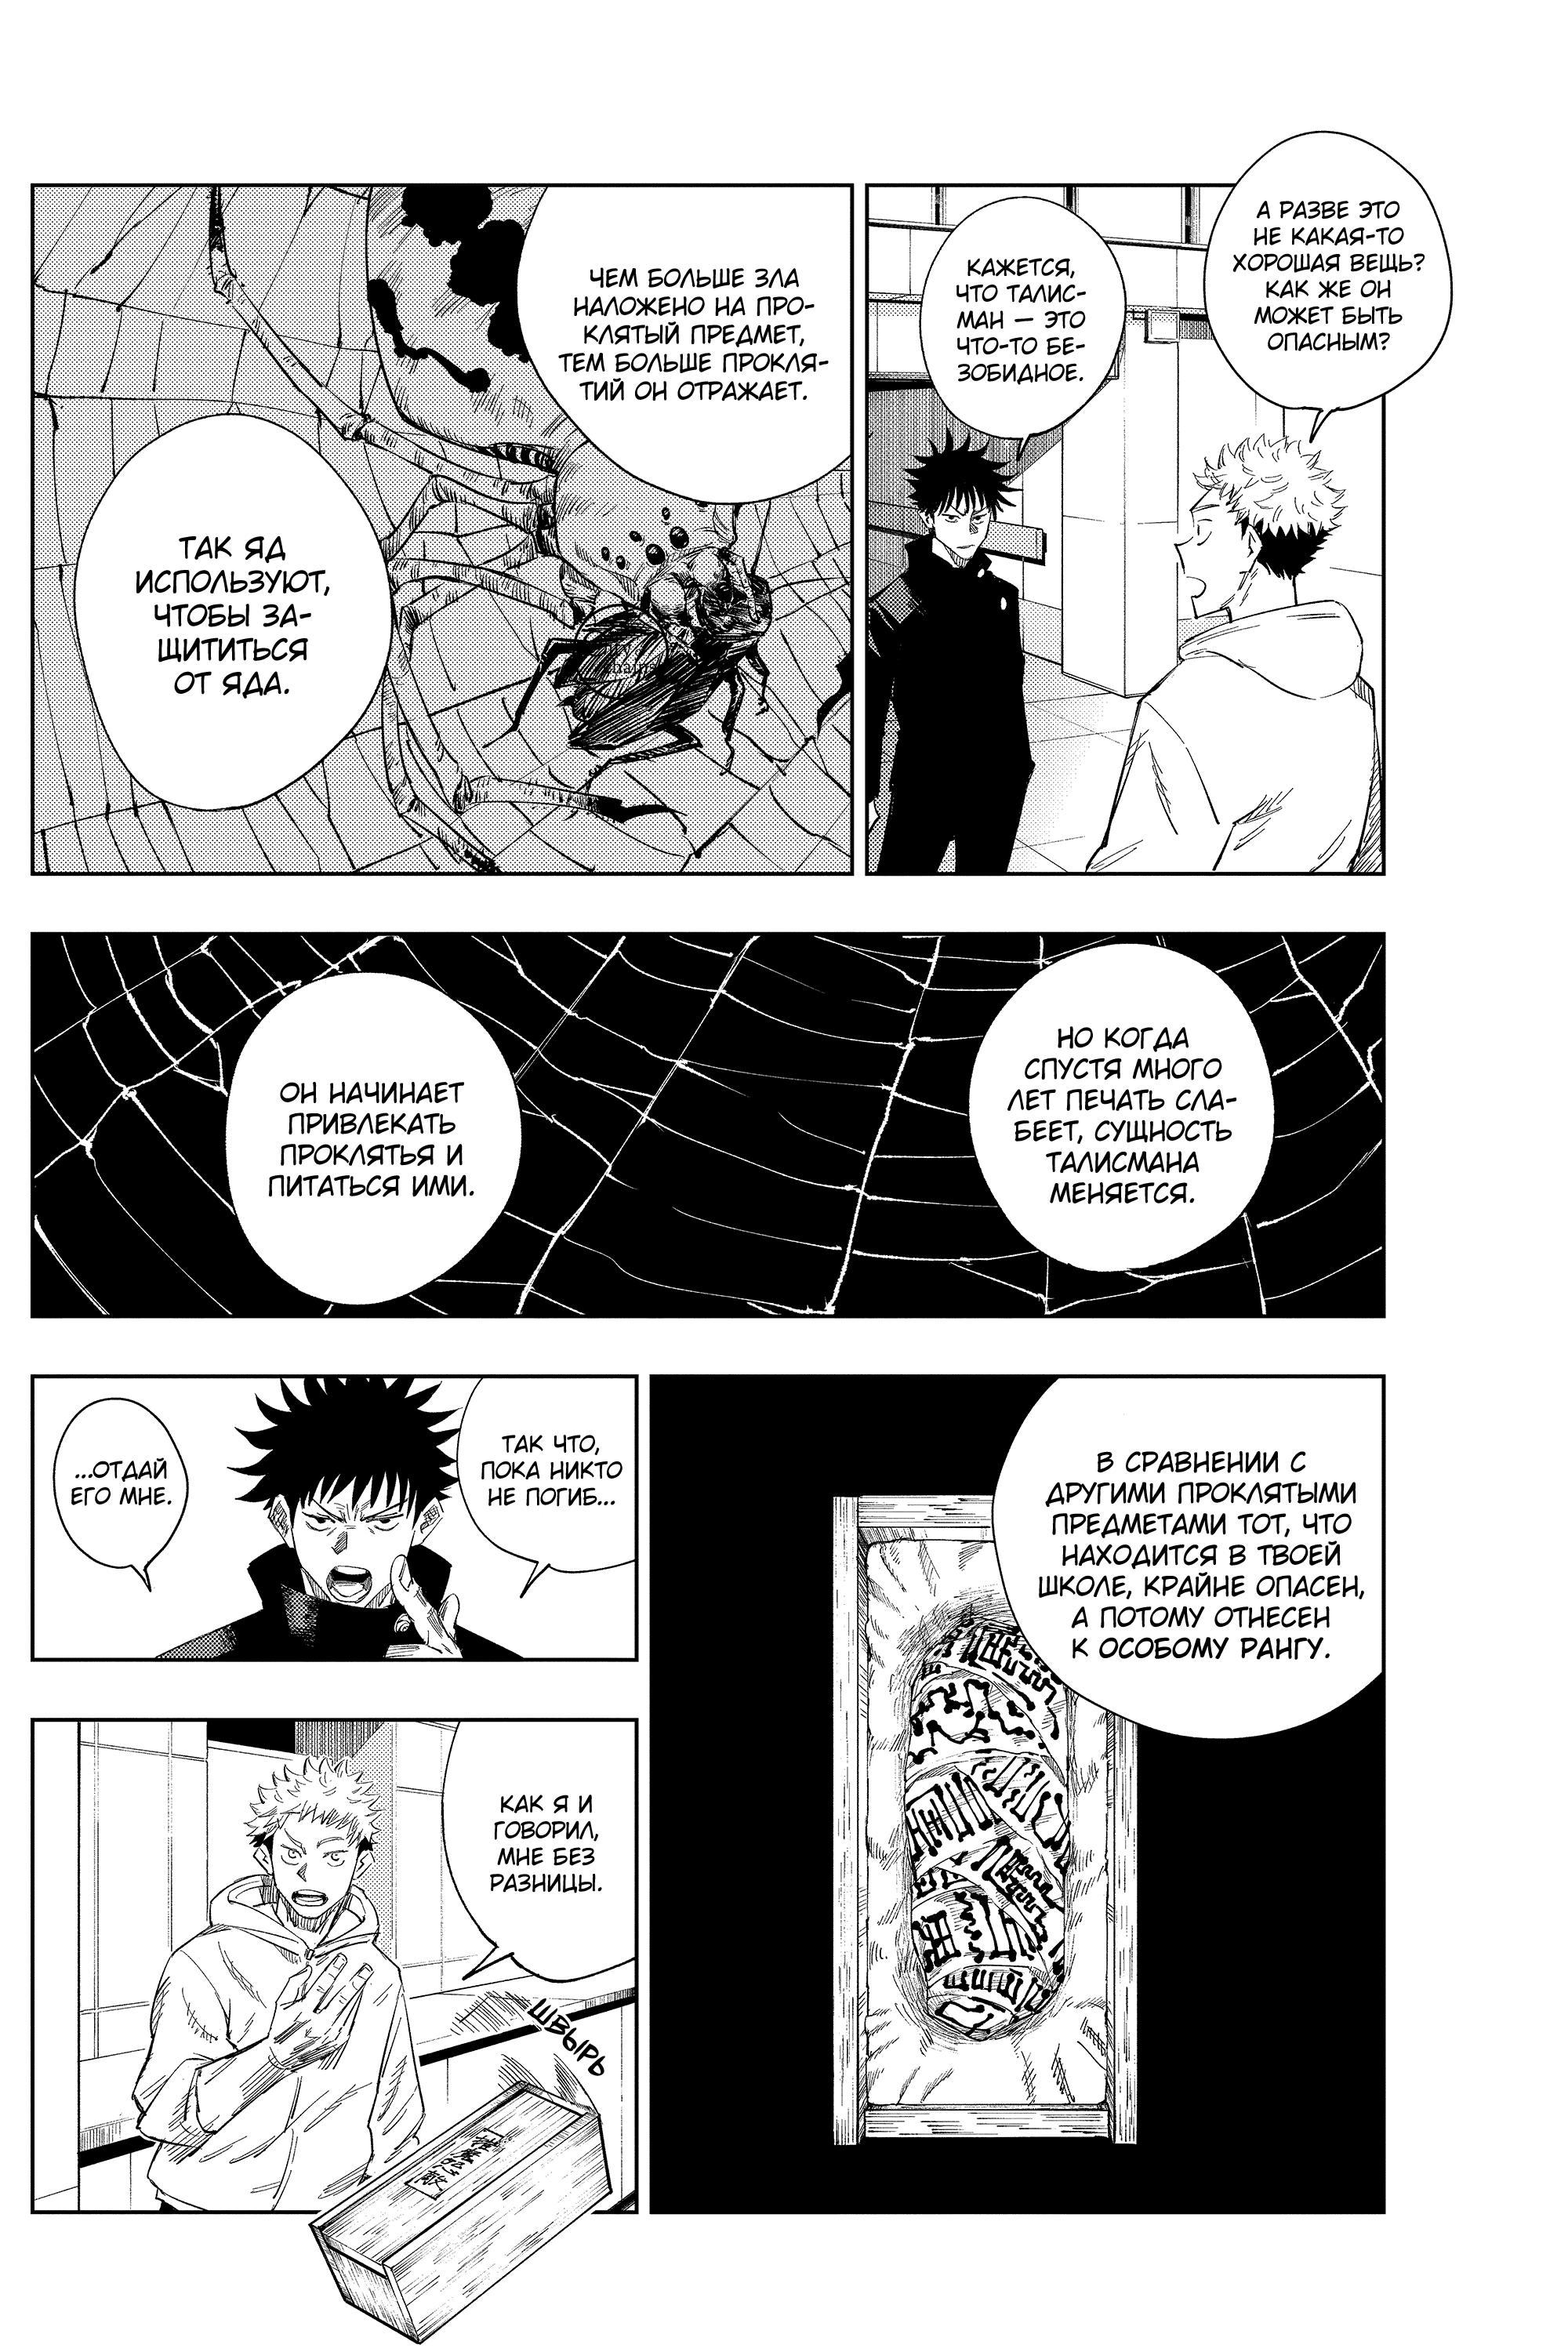 А РАЗВЕ ЭТО
НЕ КАКАЯ-ТО
ХОРОШАЯ ВЕЩЬ?
КАК ЖЕ ОН
МОЖЕТ БЫТЬ
ОПАСНЫМ?
КАЖЕТСЯ,
ЧТО ТАЛИС-
МАН — ЭТО
ЧТО-ТО БЕ-
ЗОБИДНОЕ.
ЧЕМ БОЛЬШЕ ЗЛА
НАЛОЖЕНО НА ПРО-
КЛЯТЫЙ ПРЕДМЕТ,
ТЕМ БОЛЬШЕ ПРОКЛЯ-
ТИЙ ОН ОТРАЖАЕТ.
ТАК ЯД
ИСПОЛЬЗУЮТ,
ЧТОБЫ ЗА-
ЩИТИТЬСЯ
ОТ ЯДА.
НО КОГДА
СПУСТЯ МНОГО
ЛЕТ ПЕЧАТЬ СЛА-
БЕЕТ, СУЩНОСТЬ
ТАЛИСМАНА
МЕНЯЕТСЯ.
ОН НАЧИНАЕТ
ПРИВЛЕКАТЬ
ПРОКЛЯТЬЯ И
ПИТАТЬСЯ ИМИ.
В СРАВНЕНИИ С
ДРУГИМИ ПРОКЛЯТЫМИ
ПРЕДМЕТАМИ ТОТ, ЧТО
НАХОДИТСЯ В ТВОЕЙ
ШКОЛЕ, КРАЙНЕ ОПАСЕН,
А ПОТОМУ ОТНЕСЕН
К ОСОБОМУ РАНГУ.
ТАК ЧТО,
ПОКА НИКТО
НЕ ПОГИБ...
...ОТДАЙ
ЕГО МНЕ.
КАК Я И
ГОВОРИЛ,
МНЕ БЕЗ
РАЗНИЦЫ.
ШВЫРЬ